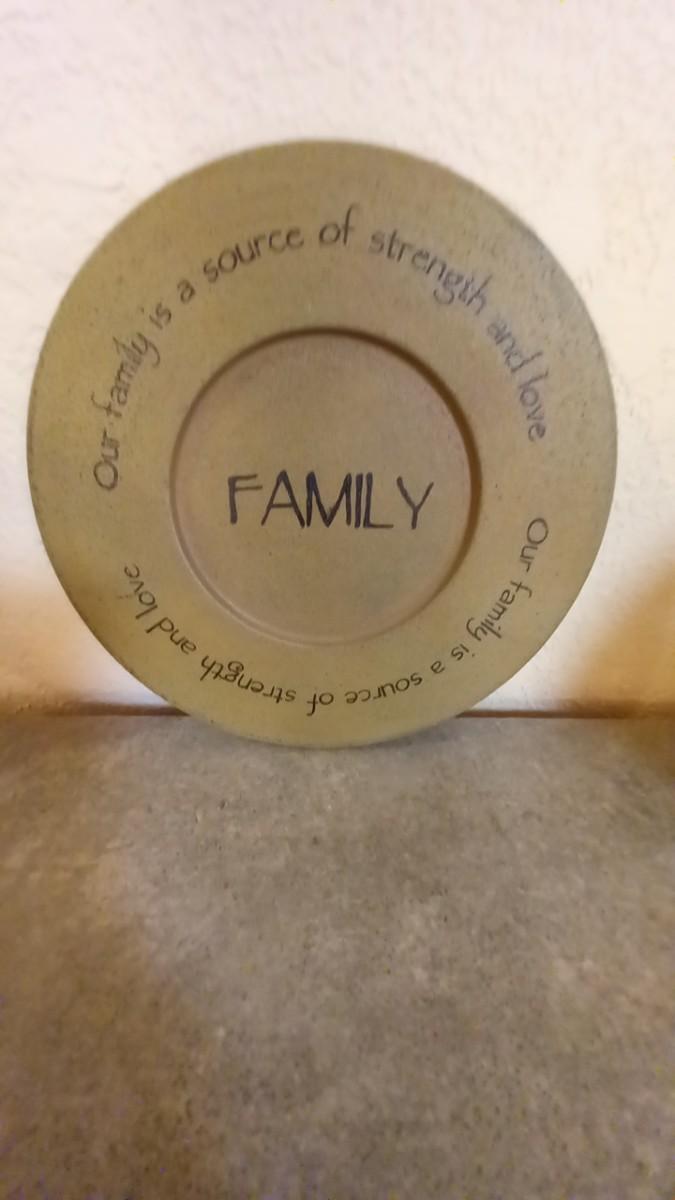 Our family is a source of strength and love
FAMILY
Our family is a source of strength and love